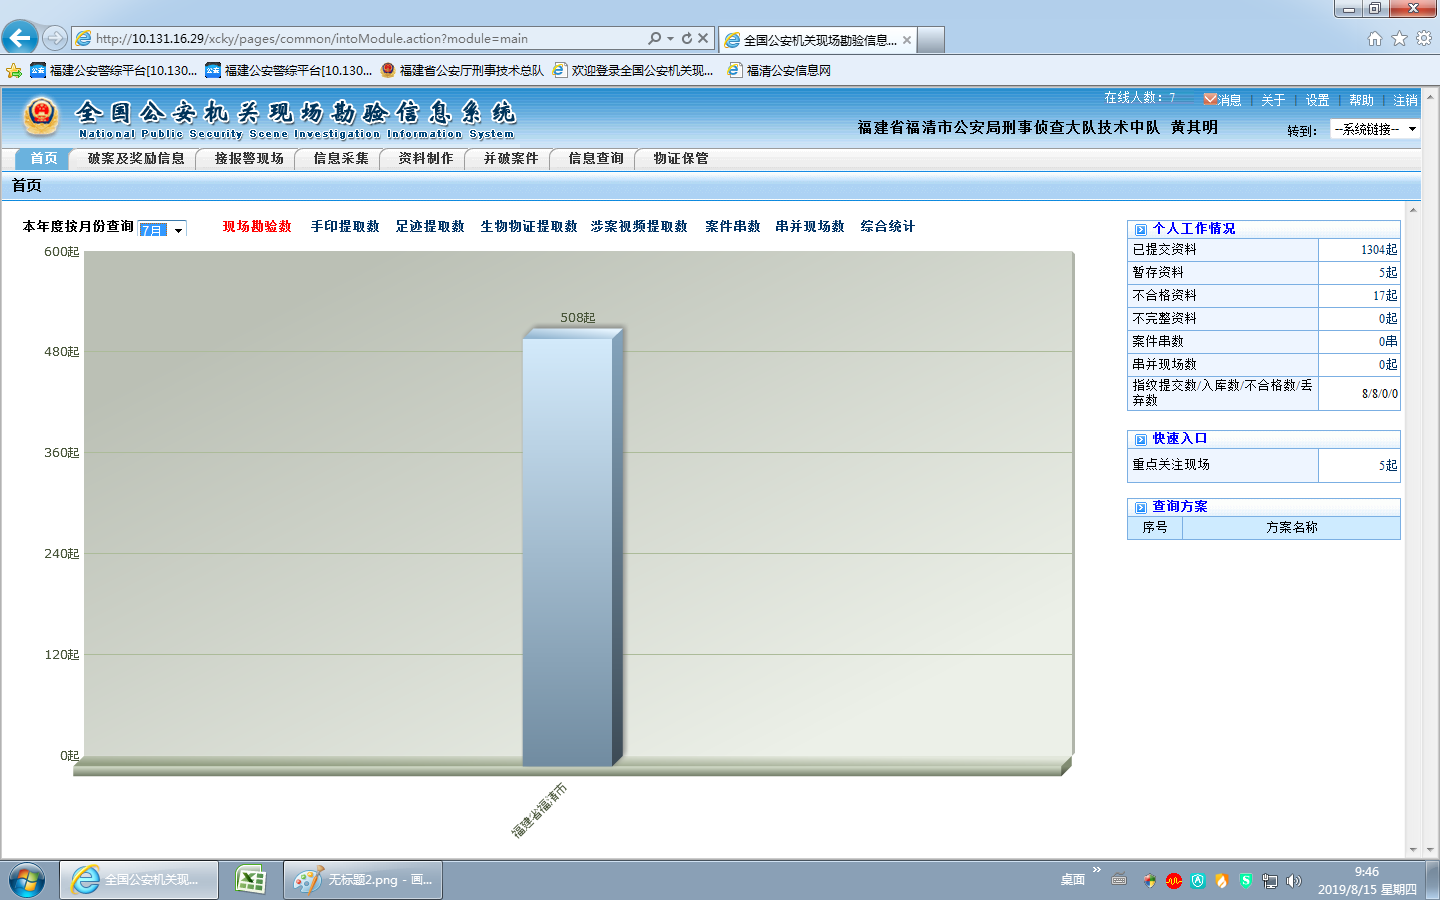 http://10.131.16.29/xcky/pages/common/intoModule.action?module=main
全国公安机关现场勘验信息...
福建公安警综平台[10.130... 福建公安警综平台[10.130... 福建省公安厅刑事技术总队 欢迎登录全国公安机关现... 福清公安信息网
全国公安机关现场勘验信息系统
National Public Security Scene Investigation Information System
在线人数：7 消息 | 关于 | 设置 | 帮助 | 注销
福建省福清市公安局刑事侦查大队技术中队 黄其明
转到： --系统链接--
首页 破案及奖励信息 接报警现场 信息采集 资料制作 并破案件 信息查询 物证保管
首页
本年度按月份查询 7月 现场勘验数 手印提取数 足迹提取数 生物物证提取数 涉案视频提取数 案件串数 串并现场数 综合统计
600起
508起
480起
360起
240起
120起
0起
福建省福清市
个人工作情况
已提交资料 1304起
暂存资料 5起
不合格资料 17起
不完整资料 0起
案件串数 0串
串并现场数 0起
指纹提交数/入库数/不合格数/丢
弃数 8/8/0/0
快速入口
重点关注现场 5起
查询方案
序号 方案名称
全国公安机关现...
无标题2.png - 画...
桌面
9:46
2019/8/15 星期四